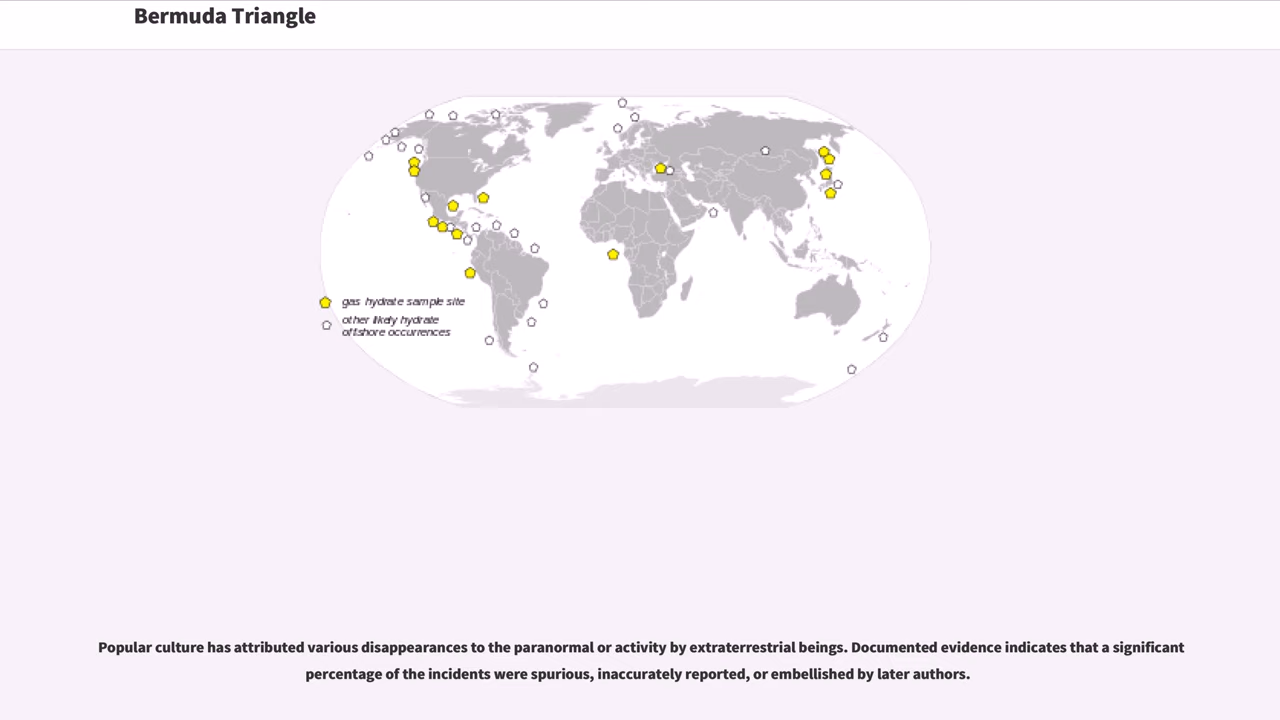 Bermuda Triangle
gas hydrate sample site
other likely hydrate
offshore occurrences
Popular culture has attributed various disappearances to the paranormal or activity by extraterrestrial beings. Documented evidence indicates that a significant
percentage of the incidents were spurious, inaccurately reported, or embellished by later authors.